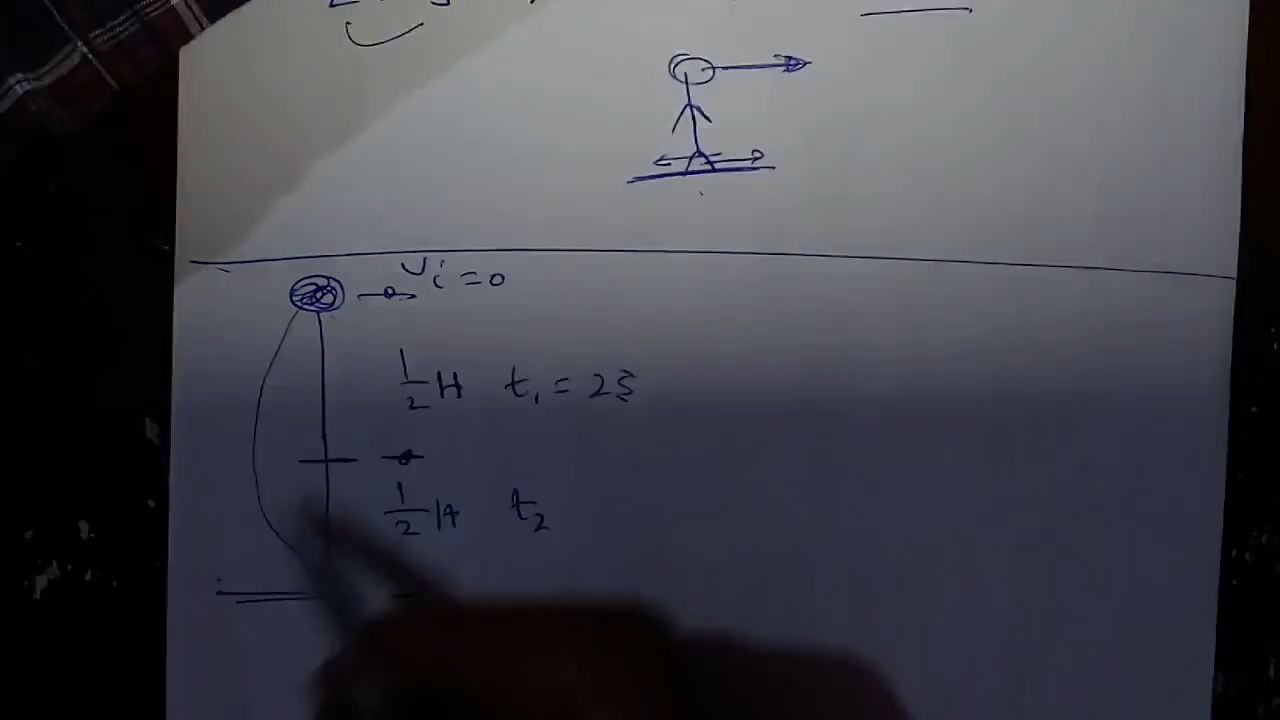 Vi = 0
1/2 H t₁ = 2s
1/2 H t₂